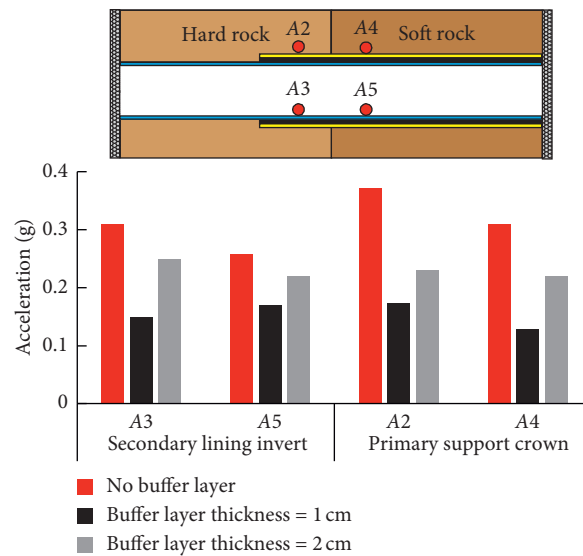 Hard rock A2 A4 Soft rock
A3 A5
0.4
0.3
0.2
0.1
0
Acceleration (g)
A3 A5 A2 A4
Secondary lining invert Primary support crown
No buffer layer
Buffer layer thickness = 1 cm
Buffer layer thickness = 2 cm